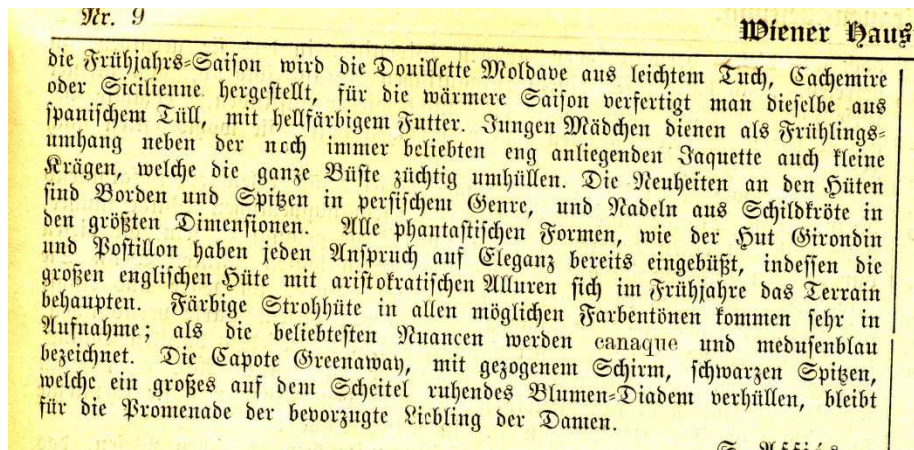 Nr. 9
Wiener Haus
die Frühjahrs-Saison wird die Douillette Moldave aus leichtem Tuch, Cachemire
oder Sicilienne hergestellt, für die wärmere Saison verfertigt man dieselbe aus
spanischem Tüll, mit hellfärbigem Futter. Jungen Mädchen dienen als Frühlings-
umhang neben der noch immer beliebten eng anliegenden Jaquette auch kleine
Krägen, welche die ganze Büste züchtig umhüllen. Die Neuheiten an den Hüten
sind Borden und Spitzen in persischem Genre, und Nadeln aus Schildkröte in
den größten Dimensionen. Alle phantastischen Formen, wie der Hut Girondin
und Postillon haben jeden Anspruch auf Eleganz bereits eingebüßt, indessen die
großen englischen Hüte mit aristokratischen Alluren sich im Frühjahre das Terrain
behaupten. Färbige Strohhüte in allen möglichen Farbentönen kommen sehr in
Aufnahme; als die beliebtesten Nuancen werden canaque und medusenblau
bezeichnet. Die Capote Greenaway, mit gezogenem Schirm, schwarzen Spitzen,
welche ein großes auf dem Scheitel ruhendes Blumen-Diadem verhüllen, bleibt
für die Promenade der bevorzugte Liebling der Damen.